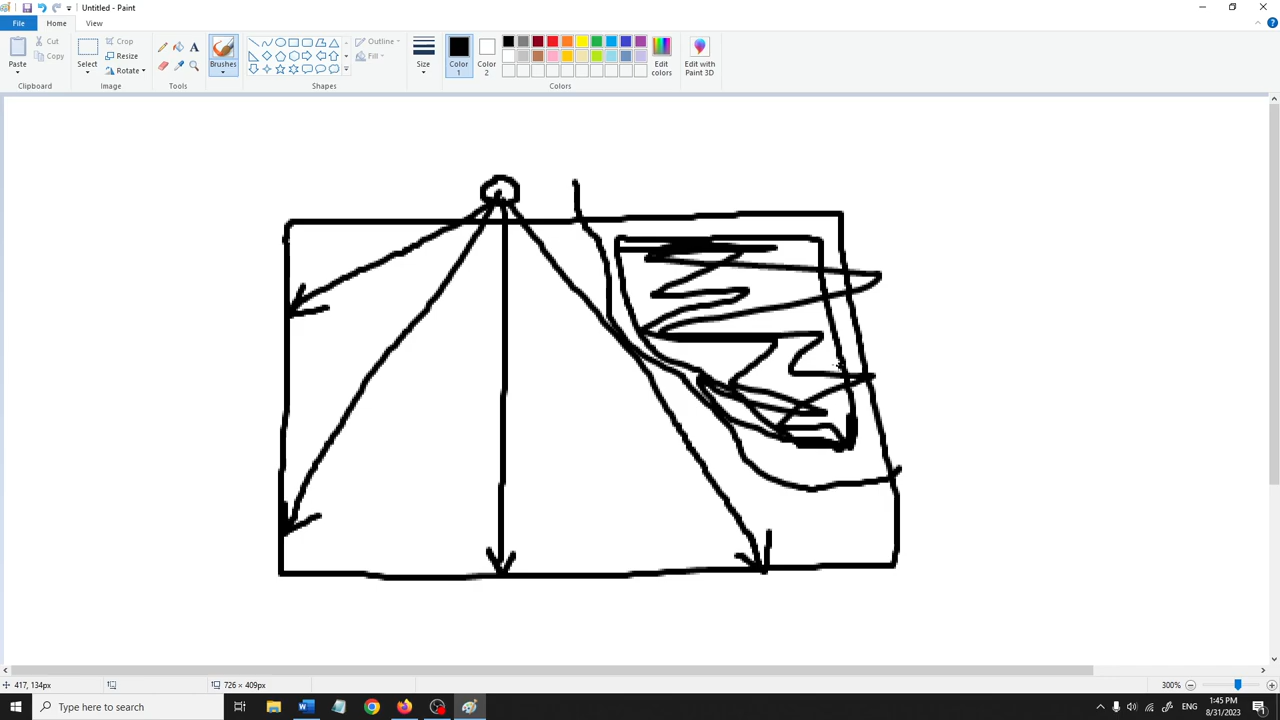 Untitled - Paint
File
Home
View
Paste
Cut
Copy
Clipboard
Select
Crop
Resize
Rotate
Image
A
Tools
Brushes
Outline
Fill
Shapes
Size
Color 1
Color 2
Edit colors
Edit with Paint 3D
Colors
417, 134px
726 × 409px
300%
Type here to search
ENG
1:45 PM
8/31/2023